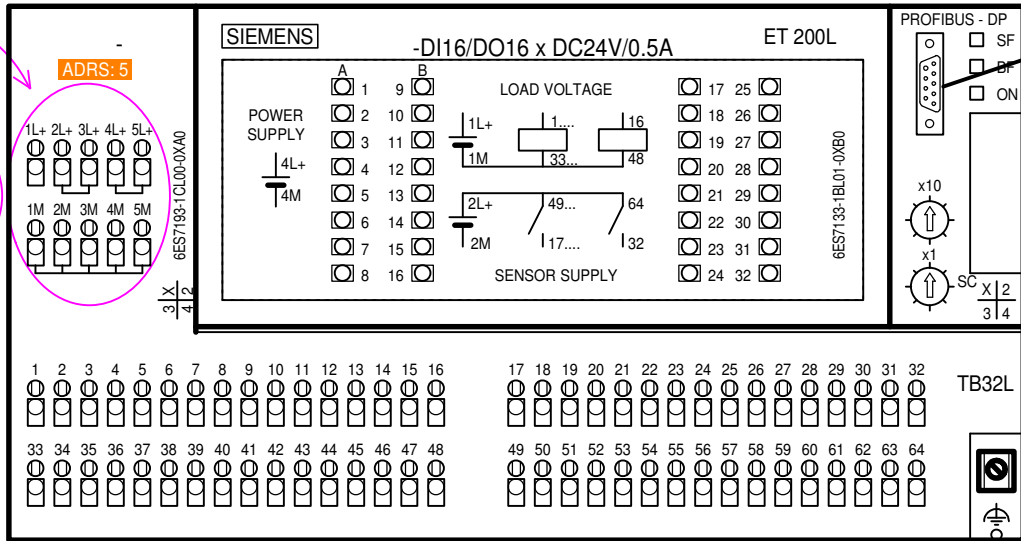 SIEMENS
-DI16/DO16 x DC24V/0.5A
ET 200L
PROFIBUS - DP
SF
BF
ON
-
ADRS: 5
1L+ 2L+ 3L+ 4L+ 5L+
1M 2M 3M 4M 5M
6ES7193-1CL00-0XA0
X 2
3 4
A B
1 9
2 10
3 11
4 12
5 13
6 14
7 15
8 16
POWER
SUPPLY
4L+
4M
LOAD VOLTAGE
1L+ 1.... 16
1M 33... 48
2L+ 49... 64
2M 17.... 32
SENSOR SUPPLY
17 25
18 26
19 27
20 28
21 29
22 30
23 31
24 32
6ES7133-1BL01-0XB0
x10
x1
SC
X 2
3 4
1 2 3 4 5 6 7 8 9 10 11 12 13 14 15 16 17 18 19 20 21 22 23 24 25 26 27 28 29 30 31 32
TB32L
33 34 35 36 37 38 39 40 41 42 43 44 45 46 47 48 49 50 51 52 53 54 55 56 57 58 59 60 61 62 63 64